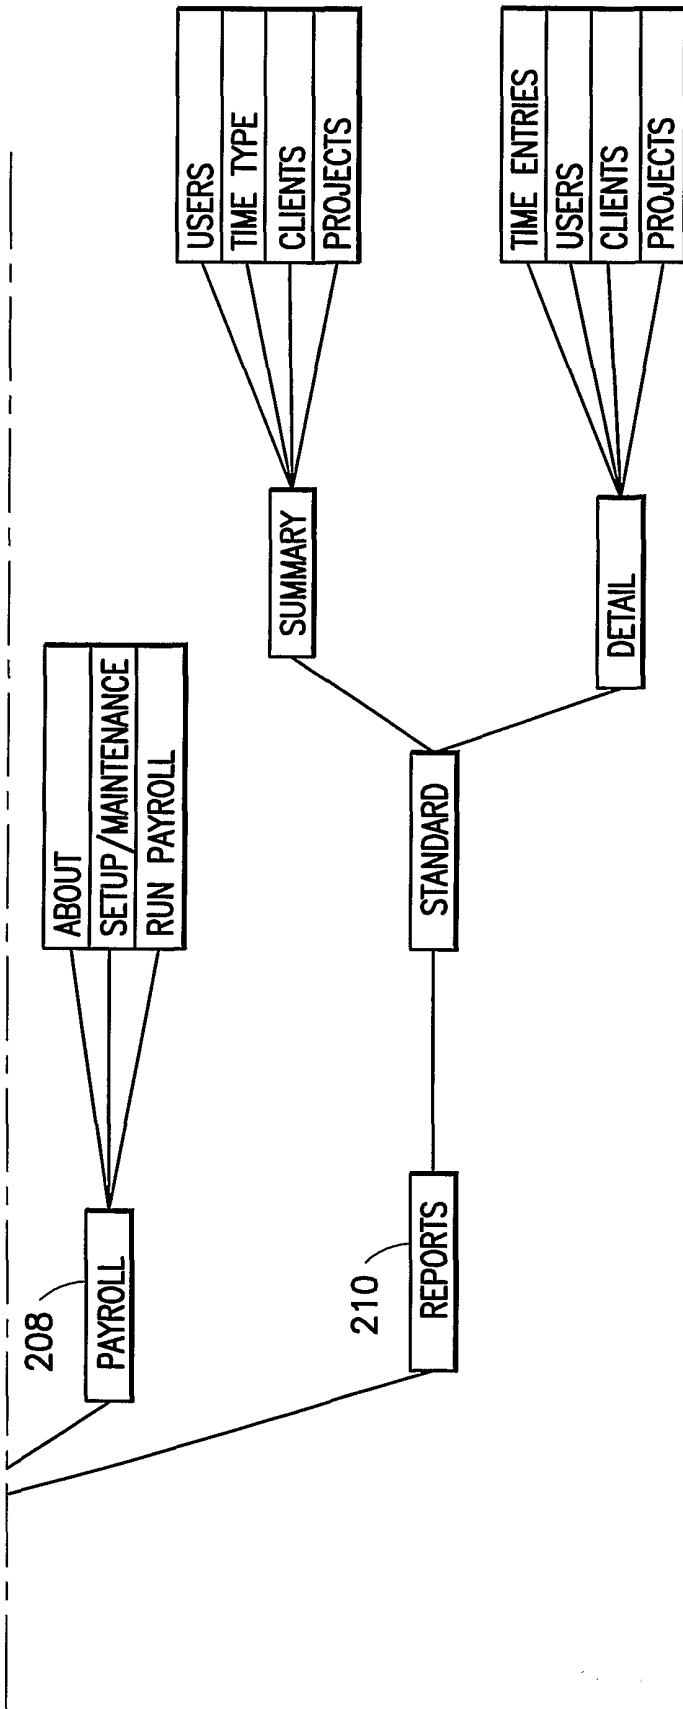 208
PAYROLL
ABOUT
SETUP/MAINTENANCE
RUN PAYROLL
210
REPORTS
STANDARD
SUMMARY
USERS
TIME TYPE
CLIENTS
PROJECTS
DETAIL
TIME ENTRIES
USERS
CLIENTS
PROJECTS